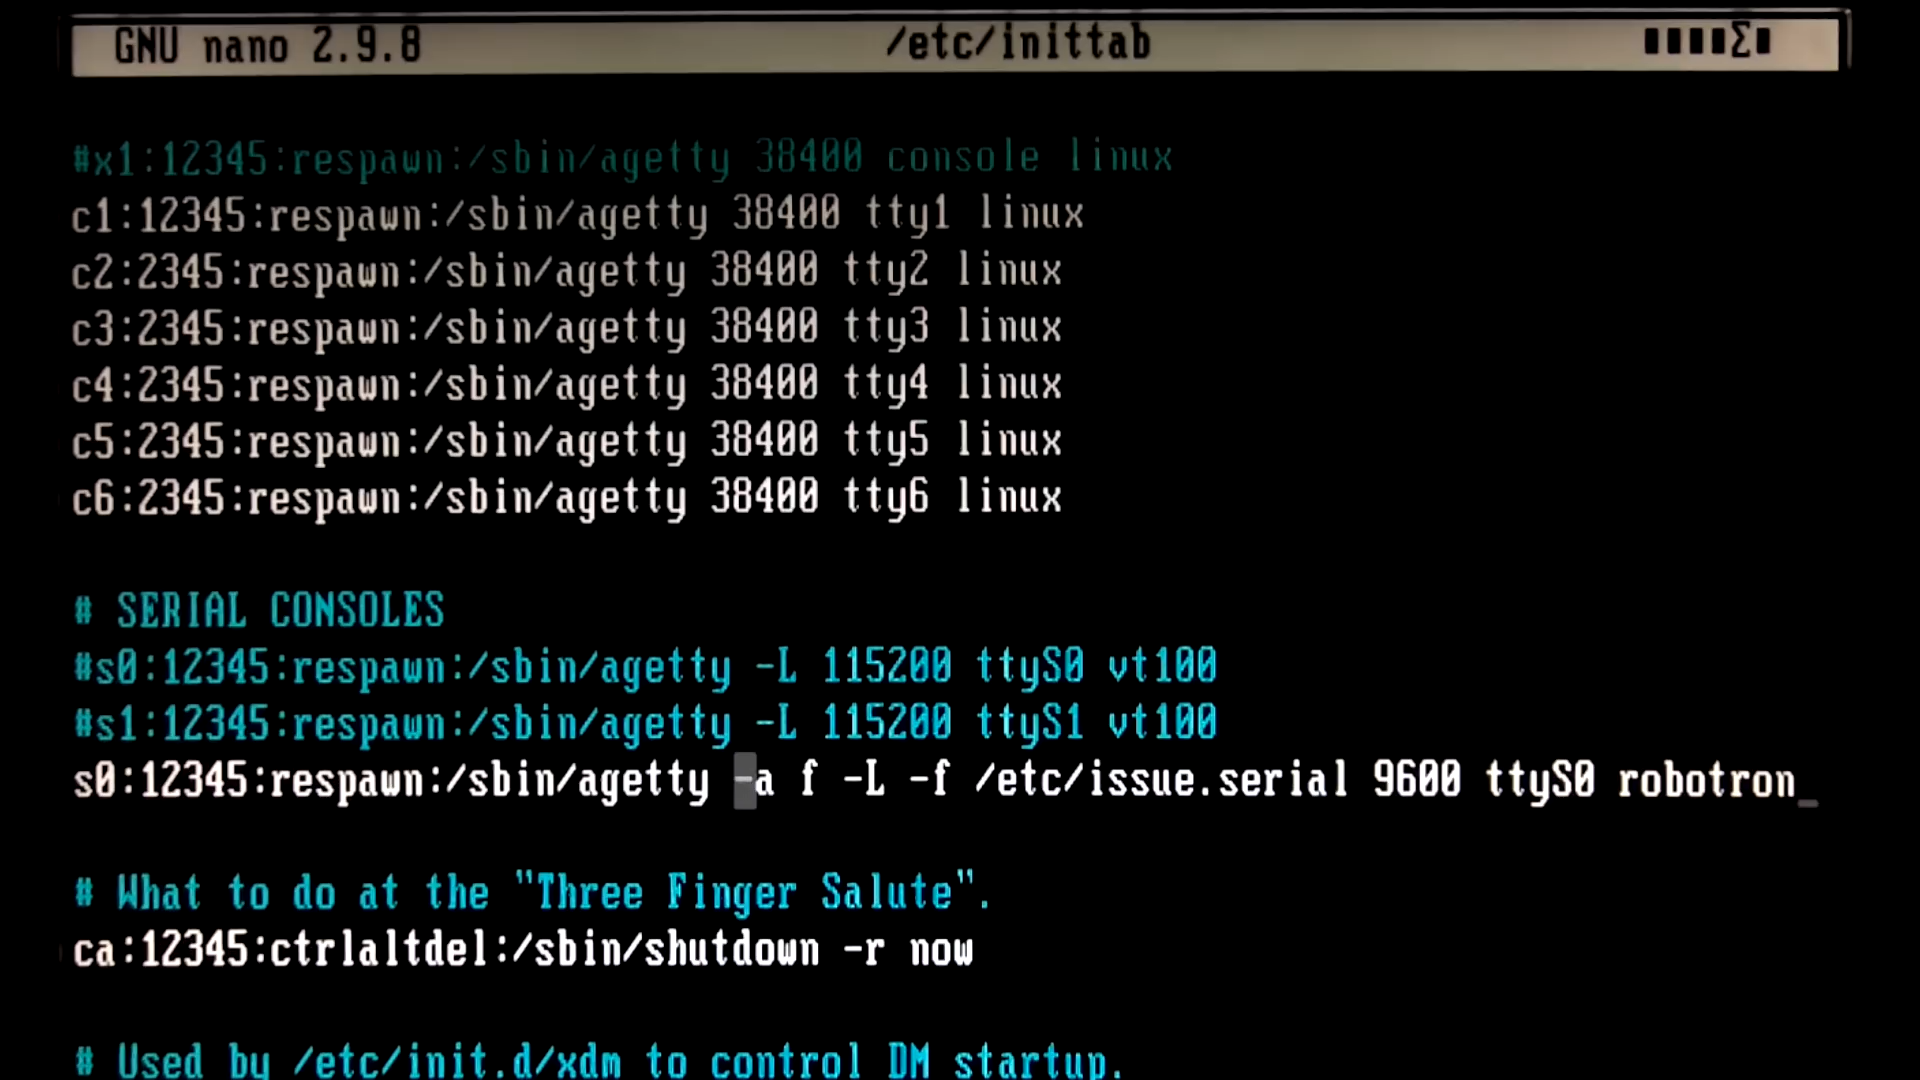 GNU nano 2.9.8 /etc/inittab
#x1:12345:respawn:/sbin/agetty 38400 console linux
c1:12345:respawn:/sbin/agetty 38400 tty1 linux
c2:2345:respawn:/sbin/agetty 38400 tty2 linux
c3:2345:respawn:/sbin/agetty 38400 tty3 linux
c4:2345:respawn:/sbin/agetty 38400 tty4 linux
c5:2345:respawn:/sbin/agetty 38400 tty5 linux
c6:2345:respawn:/sbin/agetty 38400 tty6 linux
# SERIAL CONSOLES
#s0:12345:respawn:/sbin/agetty -L 115200 ttyS0 vt100
#s1:12345:respawn:/sbin/agetty -L 115200 ttyS1 vt100
s0:12345:respawn:/sbin/agetty -a f -L -f /etc/issue.serial 9600 ttyS0 robotron_
# What to do at the "Three Finger Salute".
ca:12345:ctrlaltdel:/sbin/shutdown -r now
# Used by /etc/init.d/xdm to control DM startup.